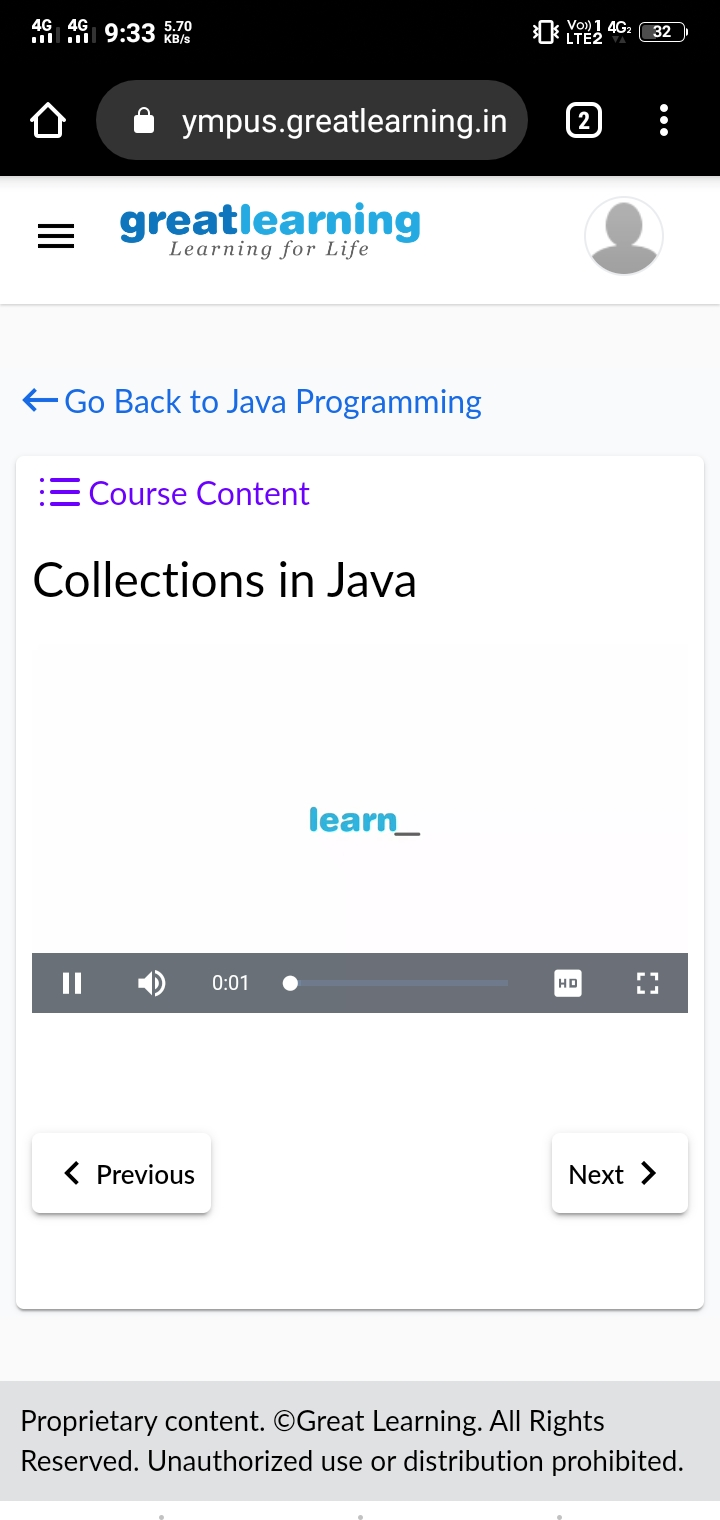 4G 4G 9:33 5.70 KB/s Vo)) 1 LTE2 4G2 32
ympus.greatlearning.in 2
greatlearning
Learning for Life
Go Back to Java Programming
Course Content
Collections in Java
learn_
0:01 HD
Previous Next
Proprietary content. ©Great Learning. All Rights
Reserved. Unauthorized use or distribution prohibited.